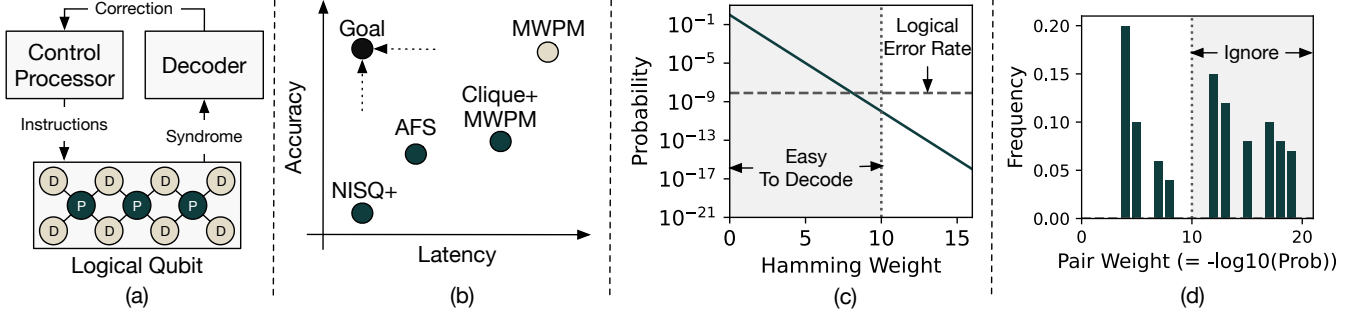 Correction
Control
Processor
Decoder
Instructions
Syndrome
D D D D
P P P
D D D D
Logical Qubit
(a)
Accuracy
Goal
MWPM
Clique+
MWPM
AFS
NISQ+
Latency
(b)
Probability
10⁻¹
10⁻⁵
10⁻⁹
10⁻¹³
10⁻¹⁷
10⁻²¹
Logical
Error Rate
Easy
To Decode
0 5 10 15
Hamming Weight
(c)
Frequency
0.20
0.15
0.10
0.05
0.00
Ignore
0 10 20
Pair Weight (= -log10(Prob))
(d)